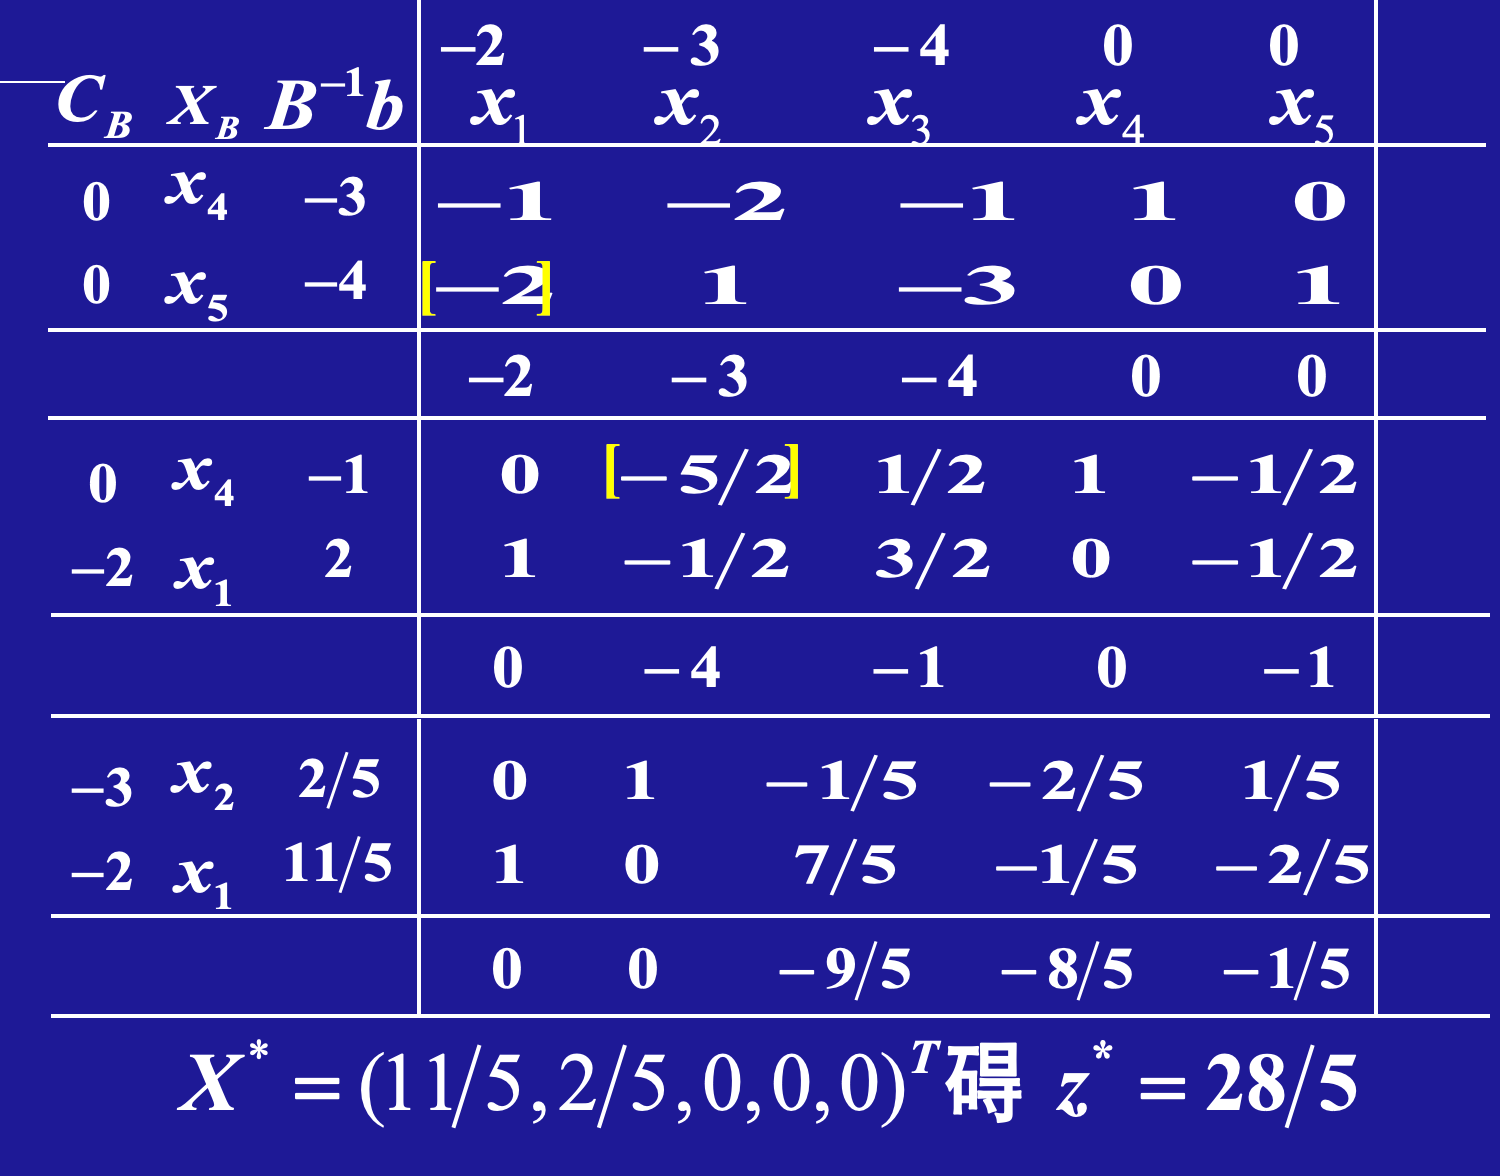 −2 −3 −4 0 0
C_B X_B B^{−1}b x_1 x_2 x_3 x_4 x_5
0 x_4 −3 −1 −2 −1 1 0
0 x_5 −4 [−2] 1 −3 0 1
−2 −3 −4 0 0
0 x_4 −1 0 [−5/2] 1/2 1 −1/2
−2 x_1 2 1 −1/2 3/2 0 −1/2
0 −4 −1 0 −1
−3 x_2 2/5 0 1 −1/5 −2/5 1/5
−2 x_1 11/5 1 0 7/5 −1/5 −2/5
0 0 −9/5 −8/5 −1/5
X^* = (11/5,2/5,0,0,0)^T 碍 z^* = 28/5